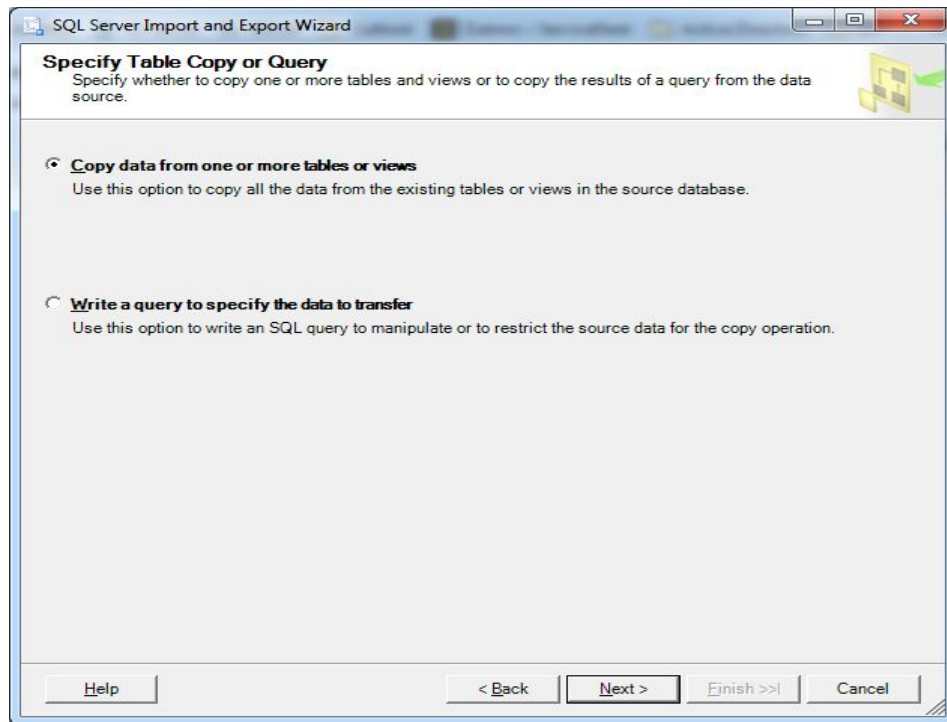 SQL Server Import and Export Wizard
Specify Table Copy or Query
Specify whether to copy one or more tables and views or to copy the results of a query from the data
source.
Copy data from one or more tables or views
Use this option to copy all the data from the existing tables or views in the source database.
Write a query to specify the data to transfer
Use this option to write an SQL query to manipulate or to restrict the source data for the copy operation.
Help
< Back
Next >
Finish >>|
Cancel